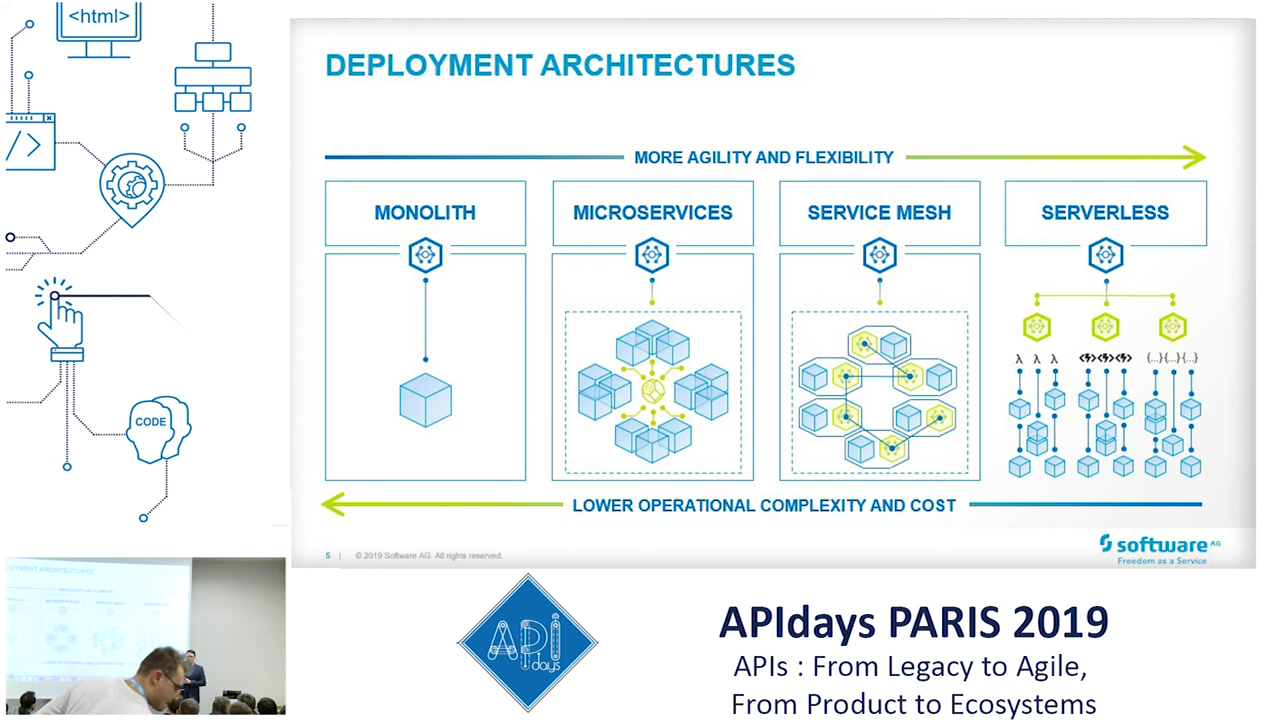 <html>
</>
CODE
DEPLOYMENT ARCHITECTURES
MORE AGILITY AND FLEXIBILITY
MONOLITH
MICROSERVICES
SERVICE MESH
SERVERLESS
λ λ λ
{...} {...} {...}
LOWER OPERATIONAL COMPLEXITY AND COST
5 | © 2019 Software AG. All rights reserved.
software AG
Freedom as a Service
API
days
APIdays PARIS 2019
APIs : From Legacy to Agile,
From Product to Ecosystems